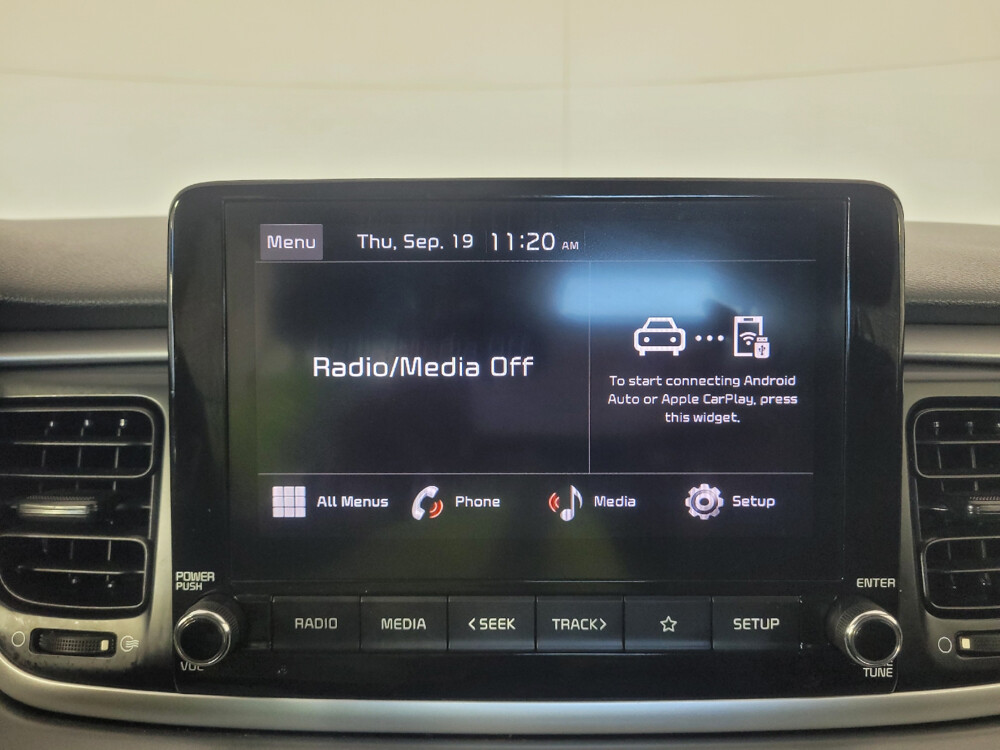 Menu Thu, Sep. 19 11:20 AM
Radio/Media Off
To start connecting Android
Auto or Apple CarPlay, press
this widget.
All Menus Phone Media Setup
POWER
PUSH
ENTER
RADIO MEDIA <SEEK TRACK> SETUP
VOL
TUNE